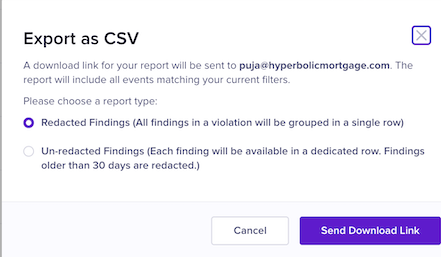 Export as CSV
A download link for your report will be sent to puja@hyperbolicmortgage.com. The
report will include all events matching your current filters.
Please choose a report type:
Redacted Findings (All findings in a violation will be grouped in a single row)
Un-redacted Findings (Each finding will be available in a dedicated row. Findings
older than 30 days are redacted.)
Cancel
Send Download Link